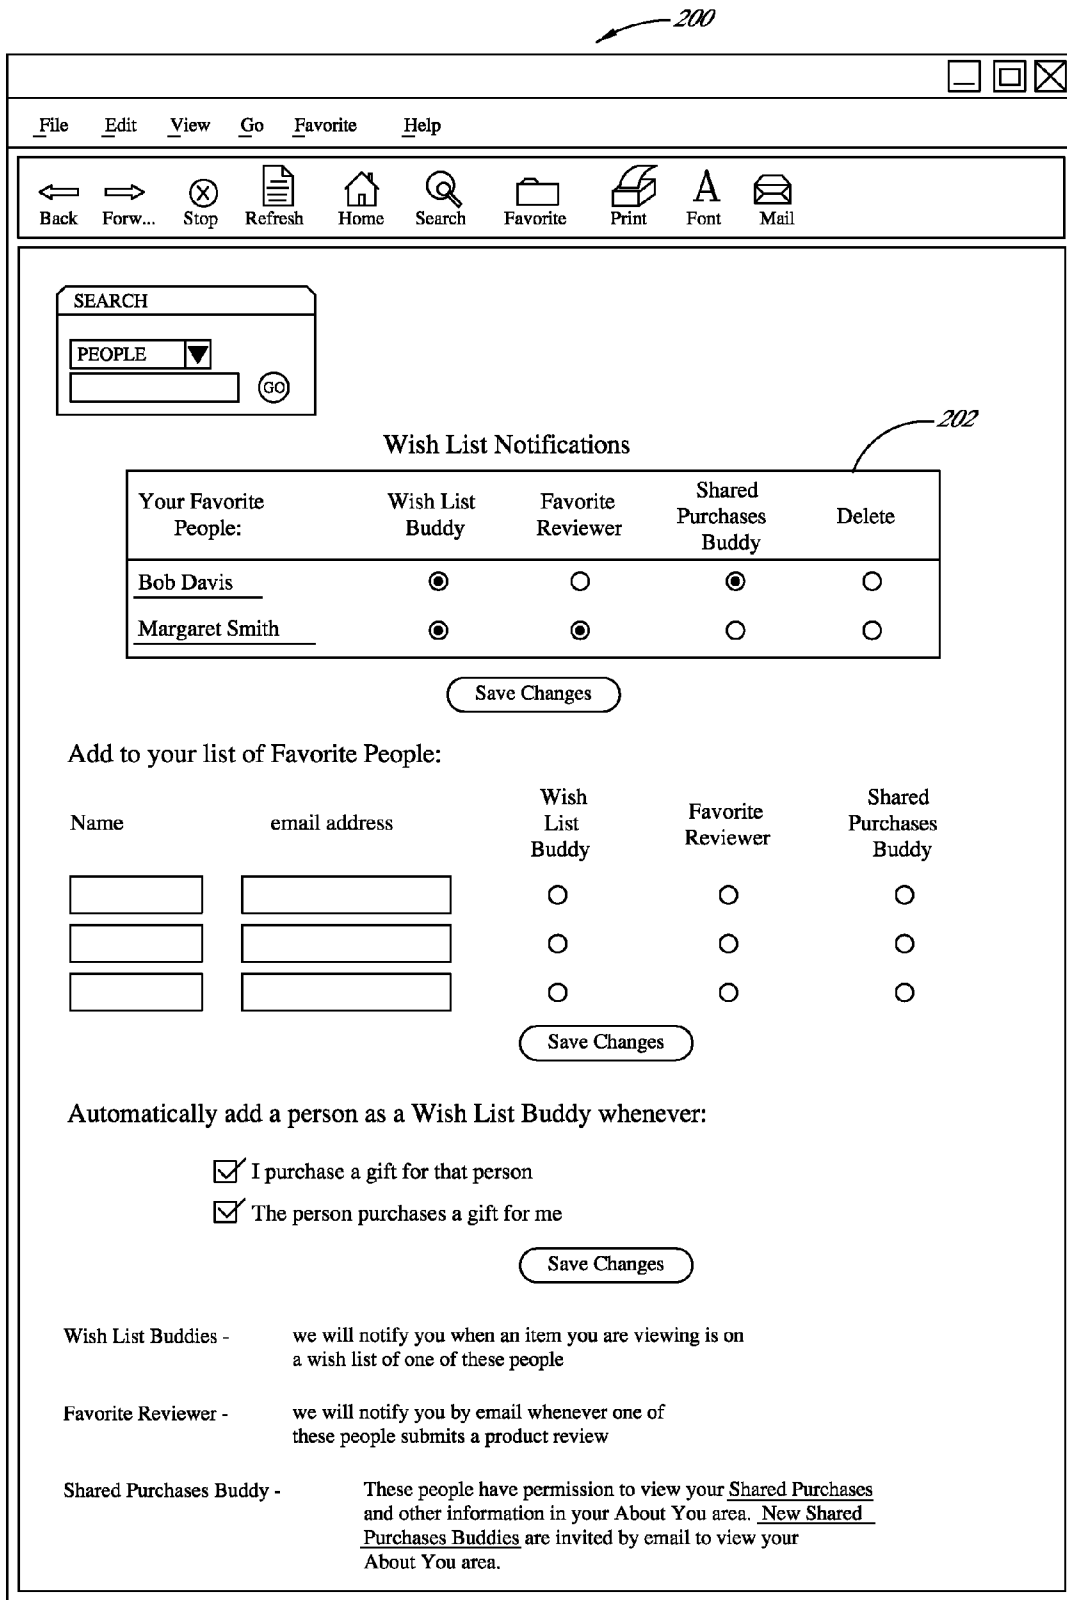 200
File Edit View Go Favorite Help
Back Forw... Stop Refresh Home Search Favorite Print Font Mail
SEARCH
PEOPLE
GO
202
Wish List Notifications
Your Favorite People: Wish List Buddy Favorite Reviewer Shared Purchases Buddy Delete
Bob Davis
Margaret Smith
Save Changes
Add to your list of Favorite People:
Name email address Wish List Buddy Favorite Reviewer Shared Purchases Buddy
Save Changes
Automatically add a person as a Wish List Buddy whenever:
I purchase a gift for that person
The person purchases a gift for me
Save Changes
Wish List Buddies - we will notify you when an item you are viewing is on
a wish list of one of these people
Favorite Reviewer - we will notify you by email whenever one of
these people submits a product review
Shared Purchases Buddy - These people have permission to view your Shared Purchases
and other information in your About You area. New Shared
Purchases Buddies are invited by email to view your
About You area.